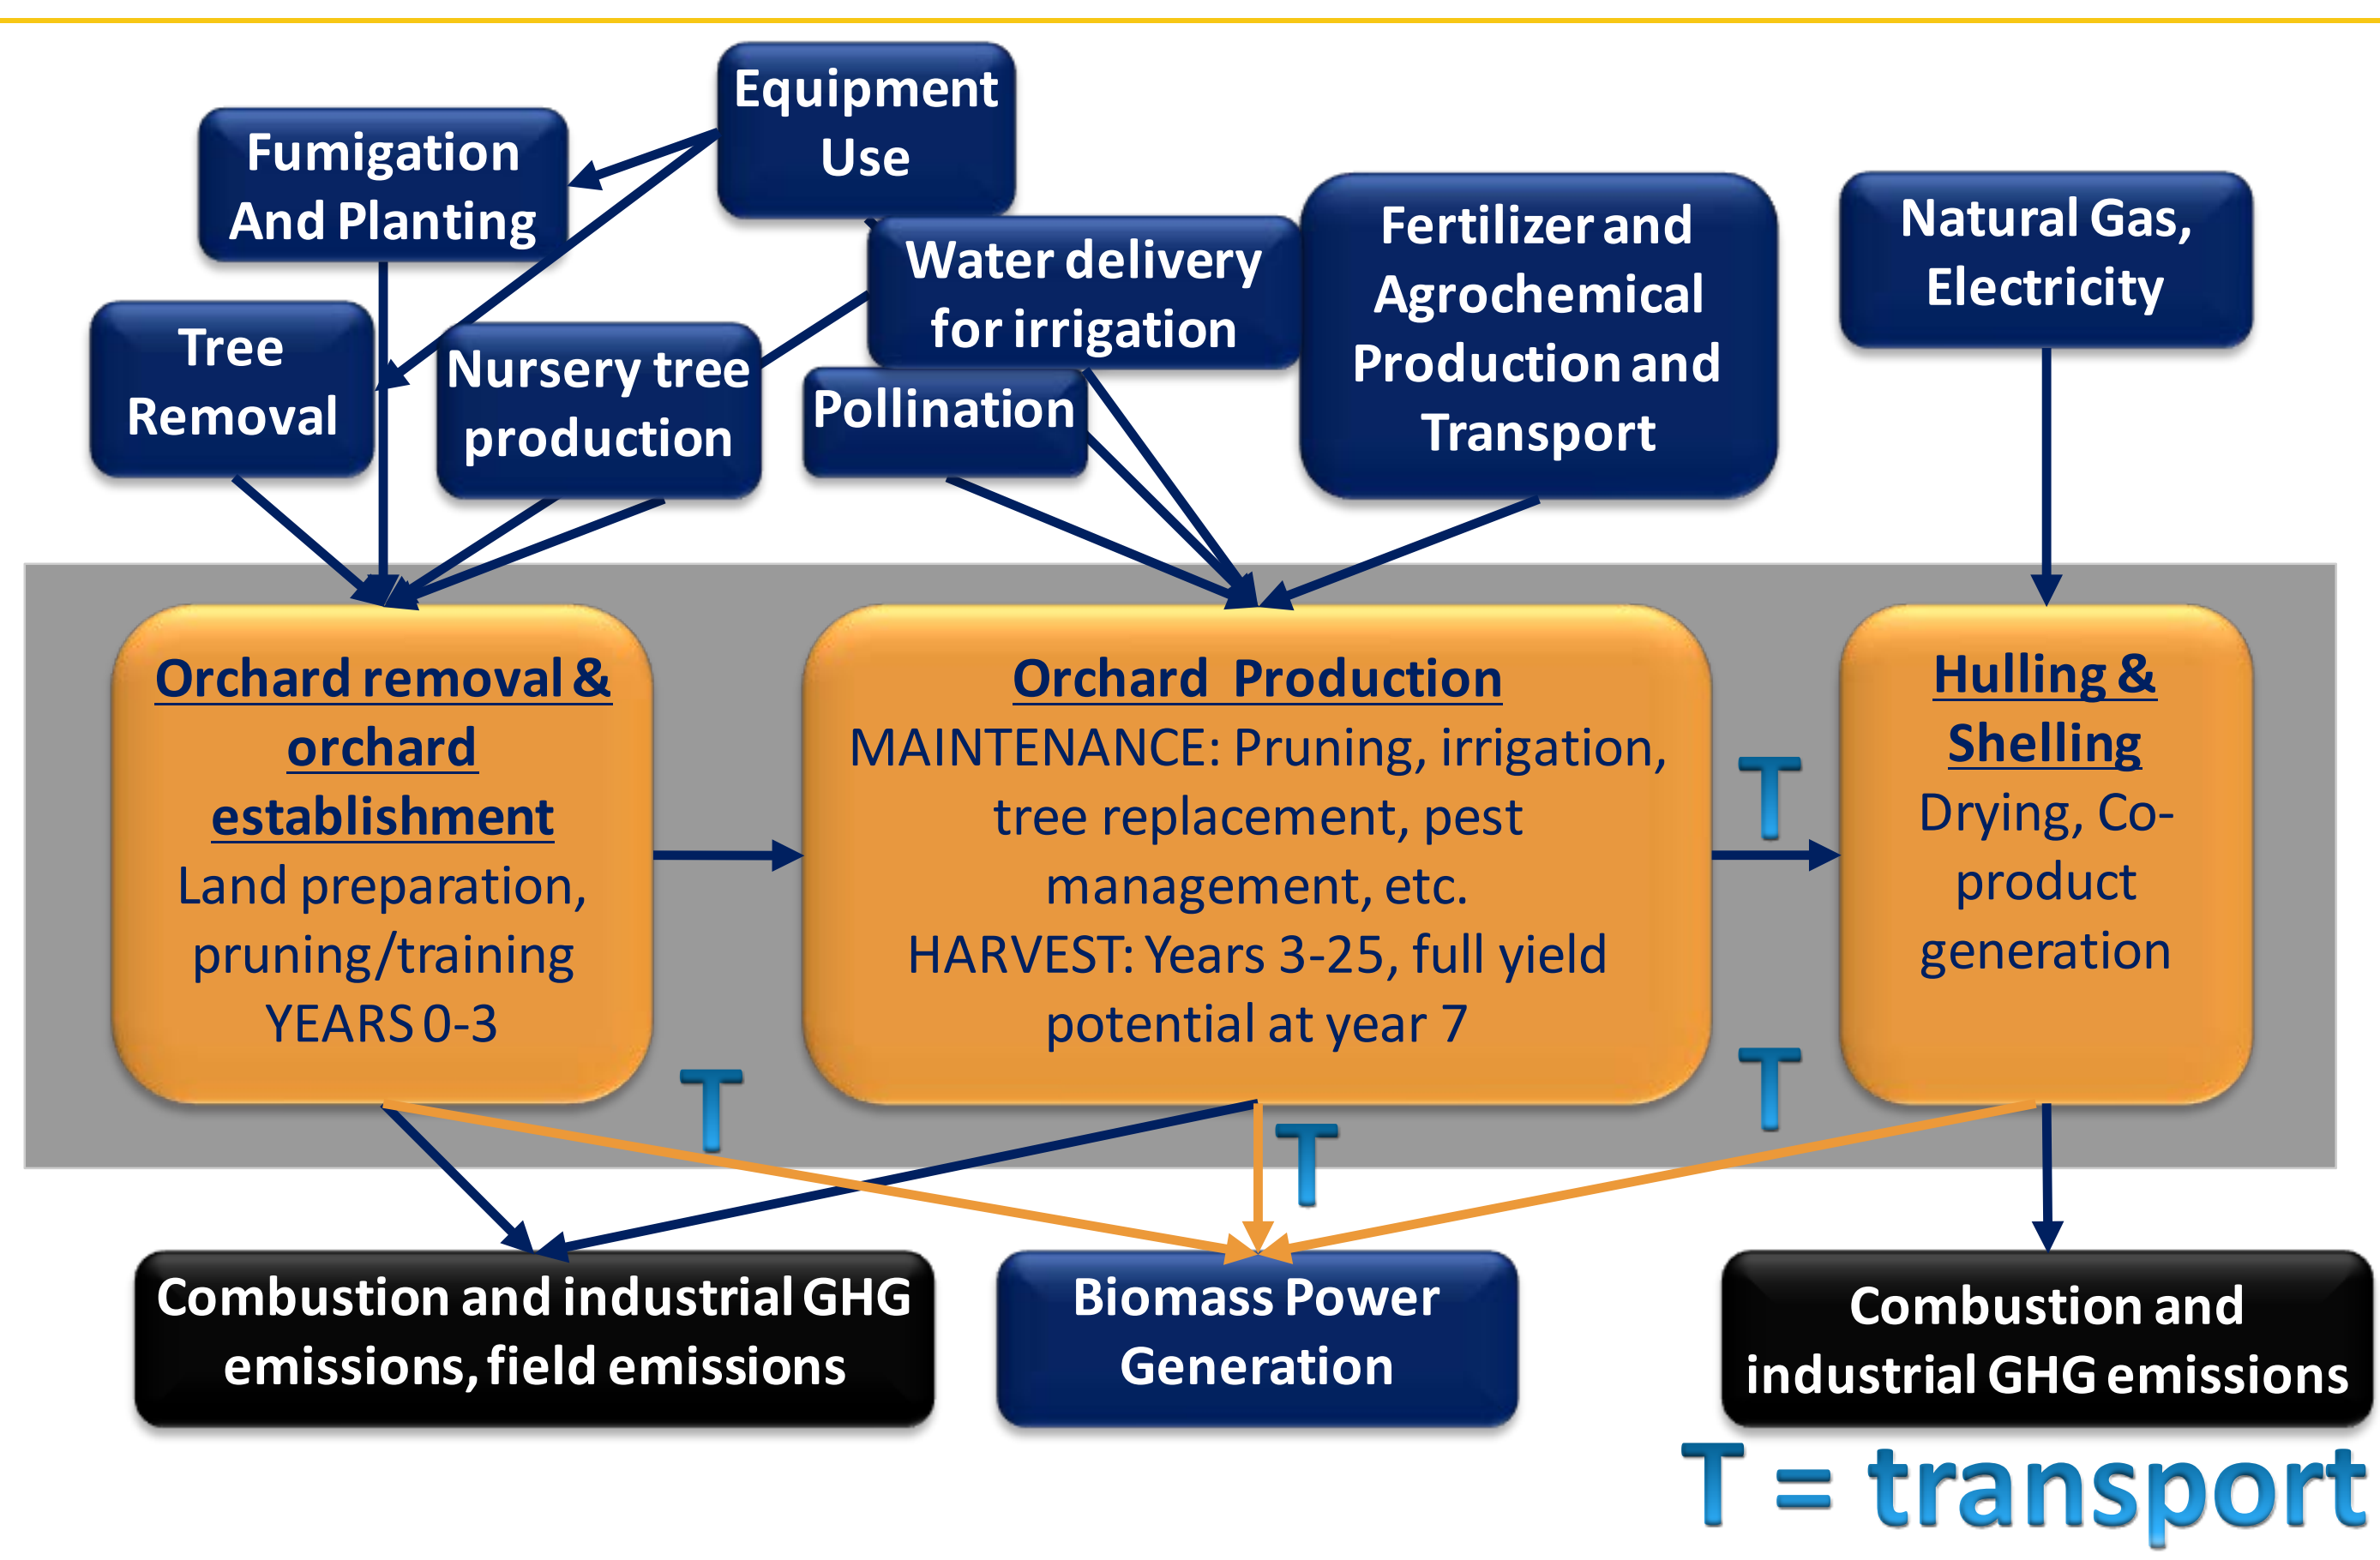 Equipment
Use
Fumigation
And Planting
Tree
Removal
Nursery tree
production
Water delivery
for irrigation
Pollination
Fertilizer and
Agrochemical
Production and
Transport
Natural Gas,
Electricity
Orchard removal &
orchard
establishment
Land preparation,
pruning/training
YEARS 0-3
Orchard Production
MAINTENANCE: Pruning, irrigation,
tree replacement, pest
management, etc.
HARVEST: Years 3-25, full yield
potential at year 7
Hulling &
Shelling
Drying, Co-
product
generation
T
T
T
T
Combustion and industrial GHG
emissions, field emissions
Biomass Power
Generation
Combustion and
industrial GHG emissions
T = transport